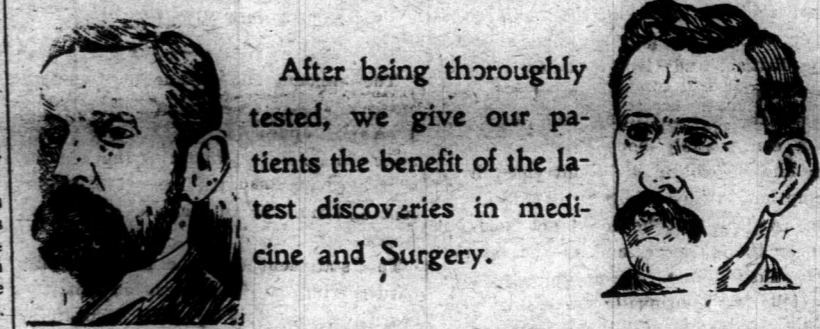 After being thoroughly
tested, we give our pa-
tients the benefit of the la-
test discoveries in medi-
cine and Surgery.